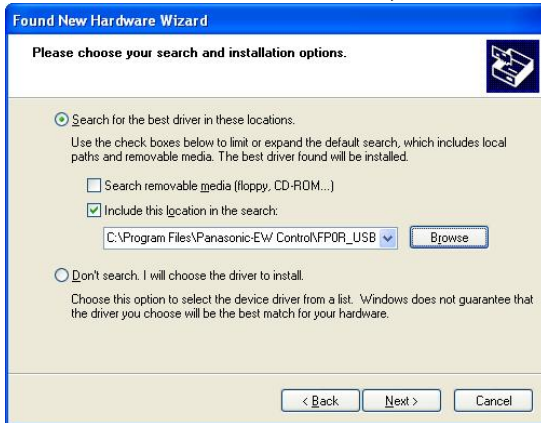 Found New Hardware Wizard
Please choose your search and installation options.
Search for the best driver in these locations.
Use the check boxes below to limit or expand the default search, which includes local
paths and removable media. The best driver found will be installed.
Search removable media (floppy, CD-ROM...)
Include this location in the search:
C:\Program Files\Panasonic-EW Control\FP0R_USB
Browse
Don't search. I will choose the driver to install.
Choose this option to select the device driver from a list. Windows does not guarantee that
the driver you choose will be the best match for your hardware.
< Back Next > Cancel